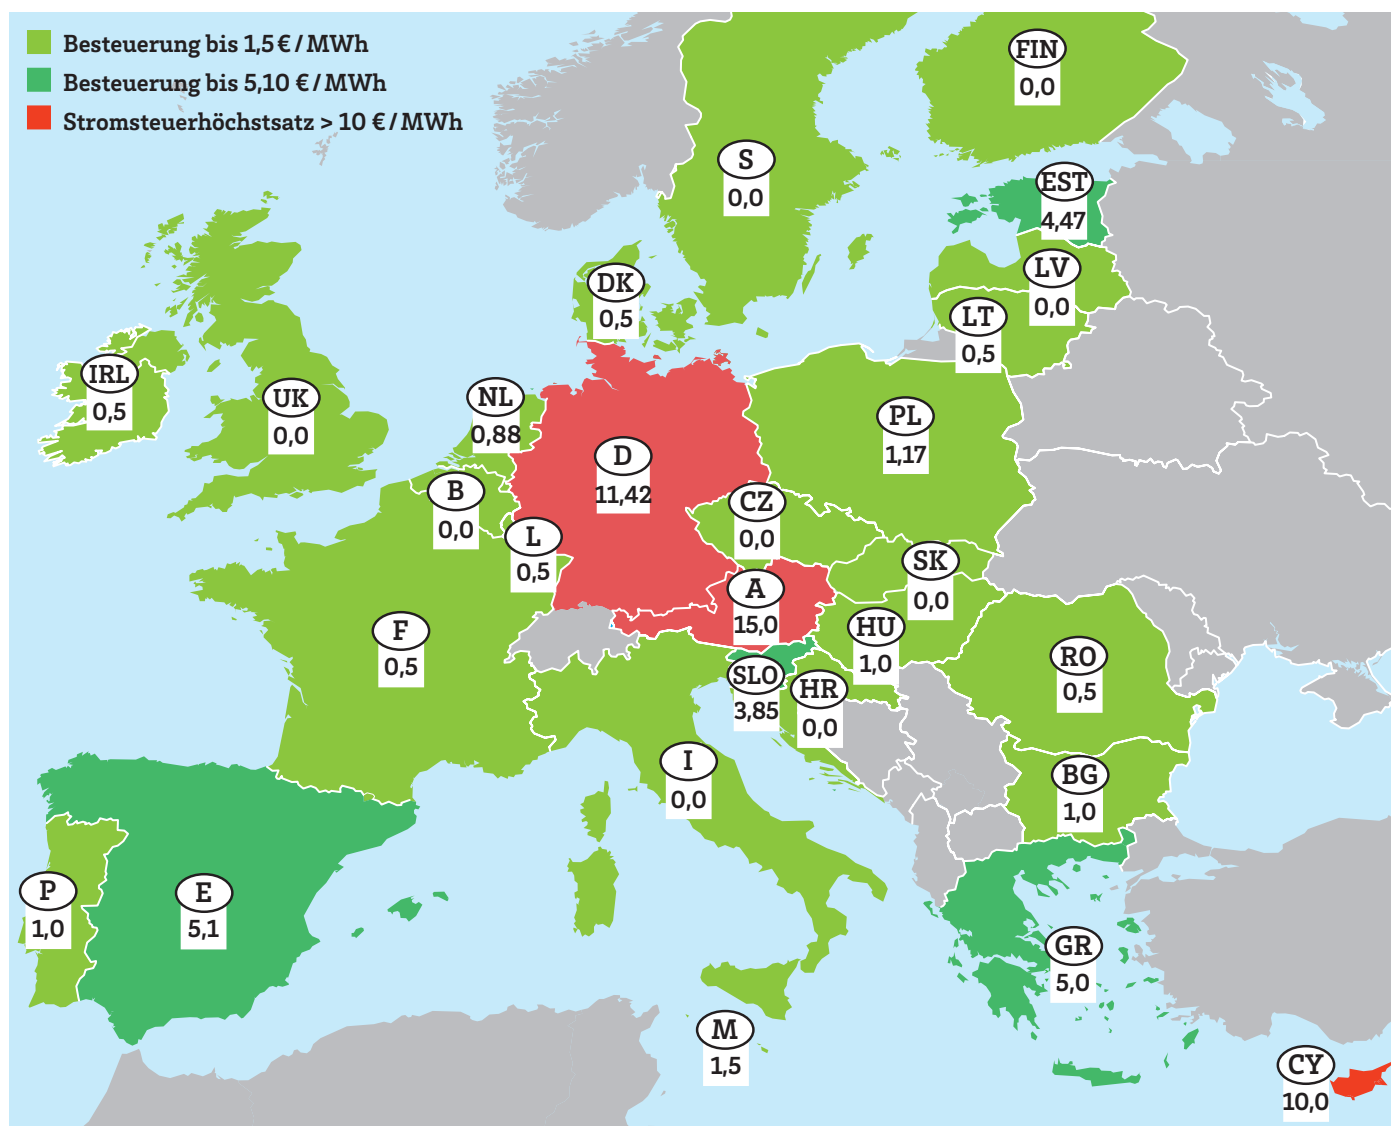 Besteuerung bis 1,5 € / MWh
Besteuerung bis 5,10 € / MWh
Stromsteuerhöchstsatz > 10 € / MWh
FIN
0,0
S
0,0
EST
4,47
LV
0,0
DK
0,5
LT
0,5
IRL
0,5
UK
0,0
NL
0,88
PL
1,17
D
11,42
B
0,0
CZ
0,0
L
0,5
SK
0,0
A
15,0
F
0,5
HU
1,0
RO
0,5
SLO
3,85
HR
0,0
I
0,0
BG
1,0
P
1,0
E
5,1
GR
5,0
M
1,5
CY
10,0